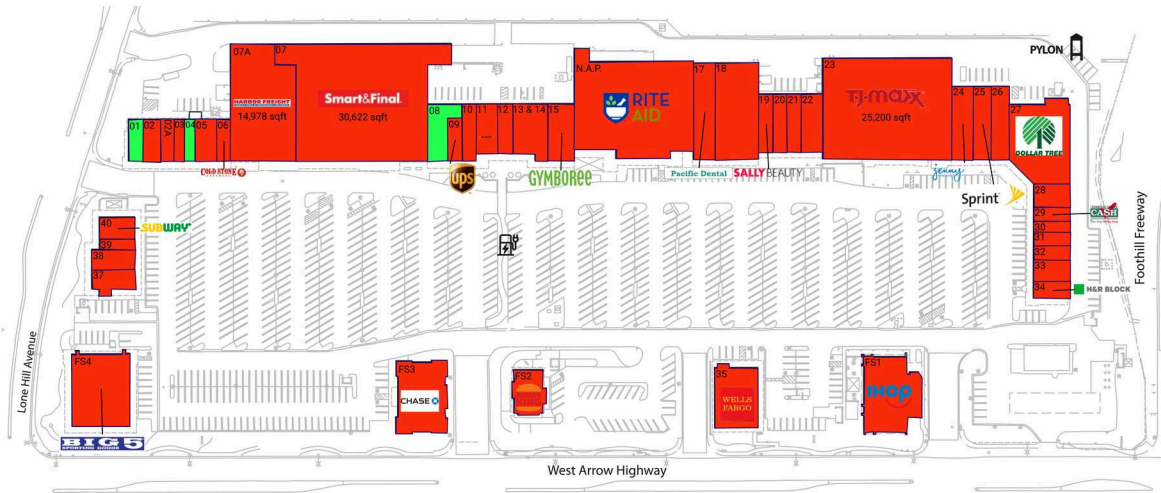 PYLON
07A
07
HARBOR FREIGHT
14,978 sqft
Smart&Final.
30,622 sqft
N.A.P.
RITE
AID
17
18
23
T.J.maxx
25,200 sqft
24
25
26
27
DOLLAR TREE
01
02
02A
03
04
05
06
08
09
10
11
12
13 & 14
15
19
20
21
22
COLD STONE
ups
GYMBOREE
Pacific Dental
SALLY BEAUTY
jenny
Sprint
28
29
CA$H
30
31
32
33
34
H&R BLOCK
40
SUBWAY
39
38
37
Foothill Freeway
Lone Hill Avenue
FS4
BIG 5
SPORTING GOODS
FS3
CHASE
FS2
35
WELLS
FARGO
FS1
IHOP
West Arrow Highway